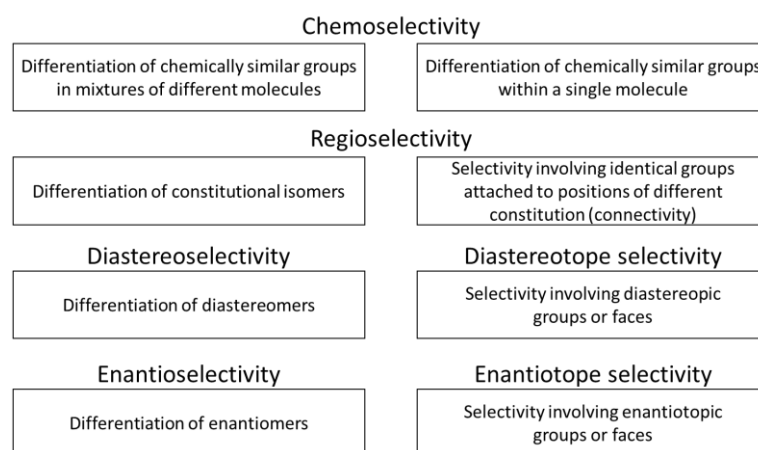 Chemoselectivity
Differentiation of chemically similar groups
in mixtures of different molecules
Differentiation of chemically similar groups
within a single molecule
Regioselectivity
Differentiation of constitutional isomers
Selectivity involving identical groups
attached to positions of different
constitution (connectivity)
Diastereoselectivity
Diastereotope selectivity
Differentiation of diastereomers
Selectivity involving diastereopic
groups or faces
Enantioselectivity
Enantiotope selectivity
Differentiation of enantiomers
Selectivity involving enantiotopic
groups or faces